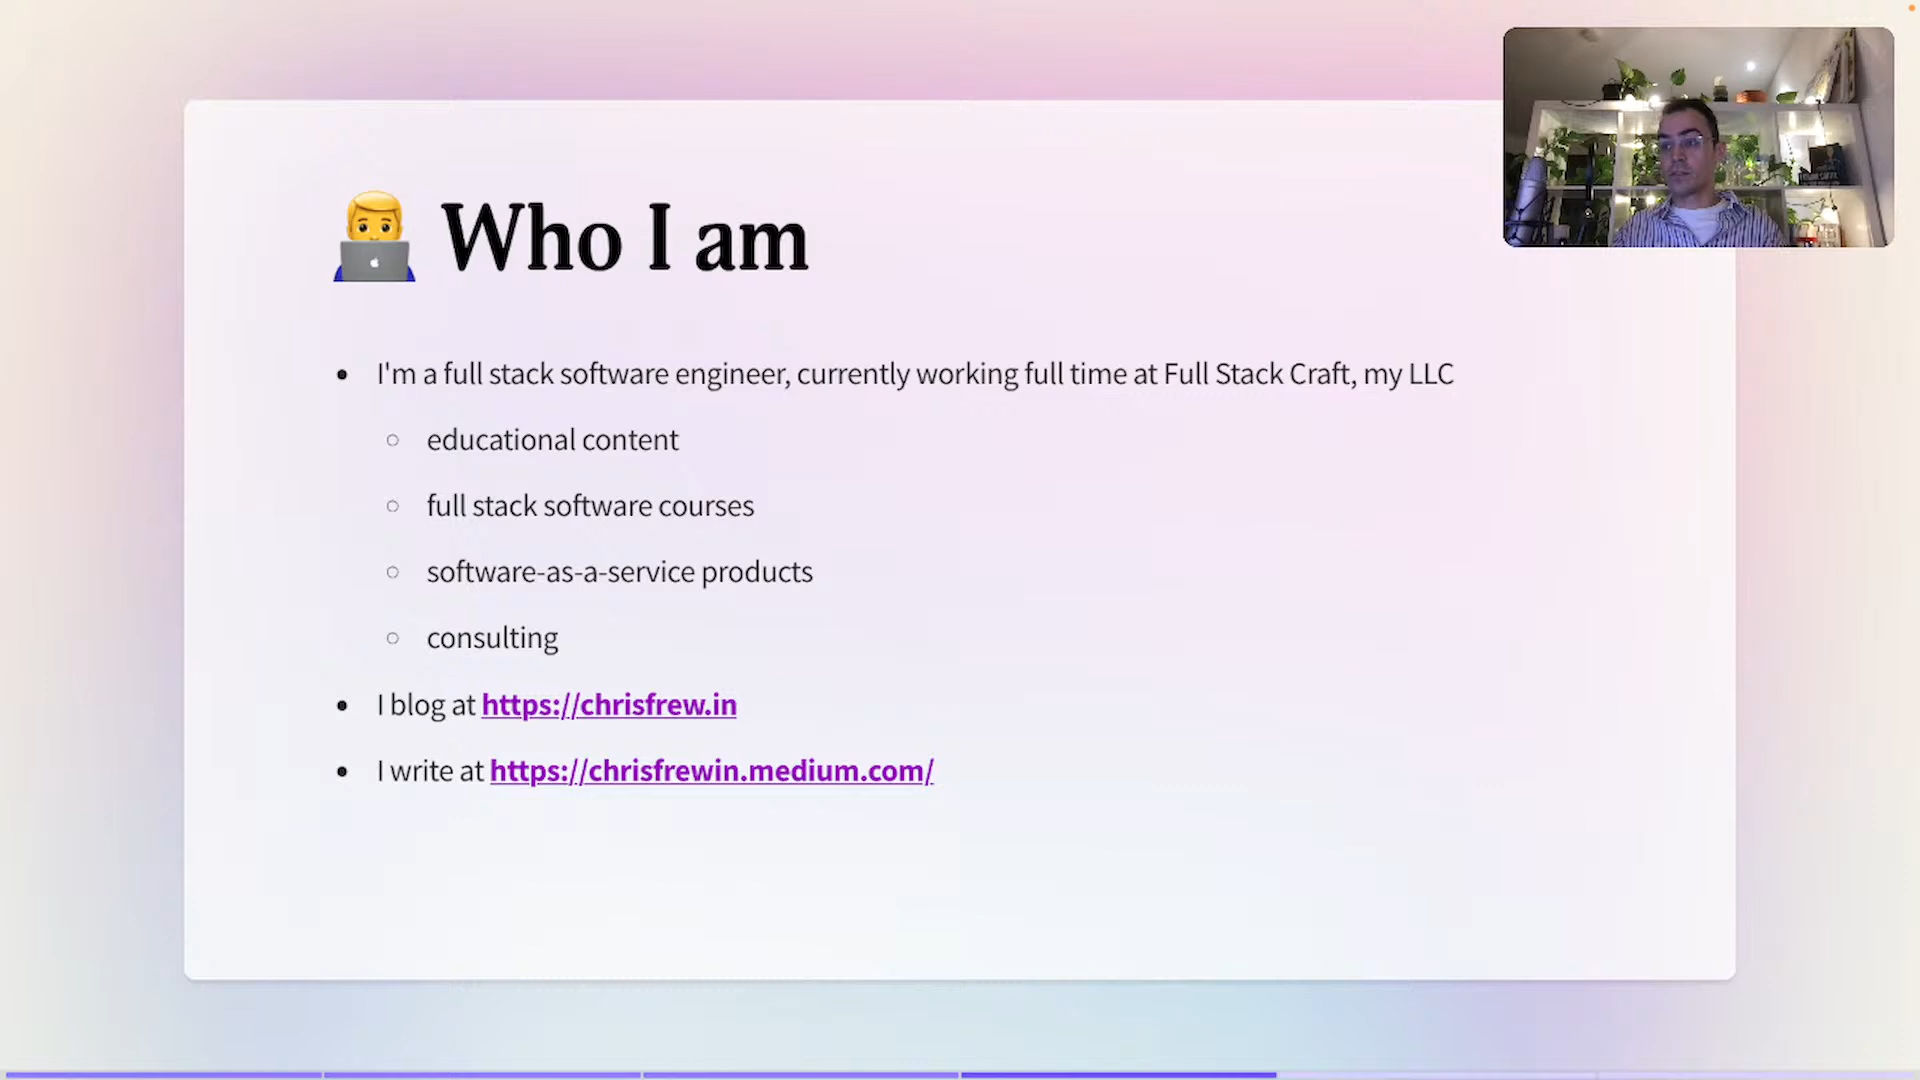 Who I am
I'm a full stack software engineer, currently working full time at Full Stack Craft, my LLC
educational content
full stack software courses
software-as-a-service products
consulting
I blog at https://chrisfrew.in
I write at https://chrisfrewin.medium.com/